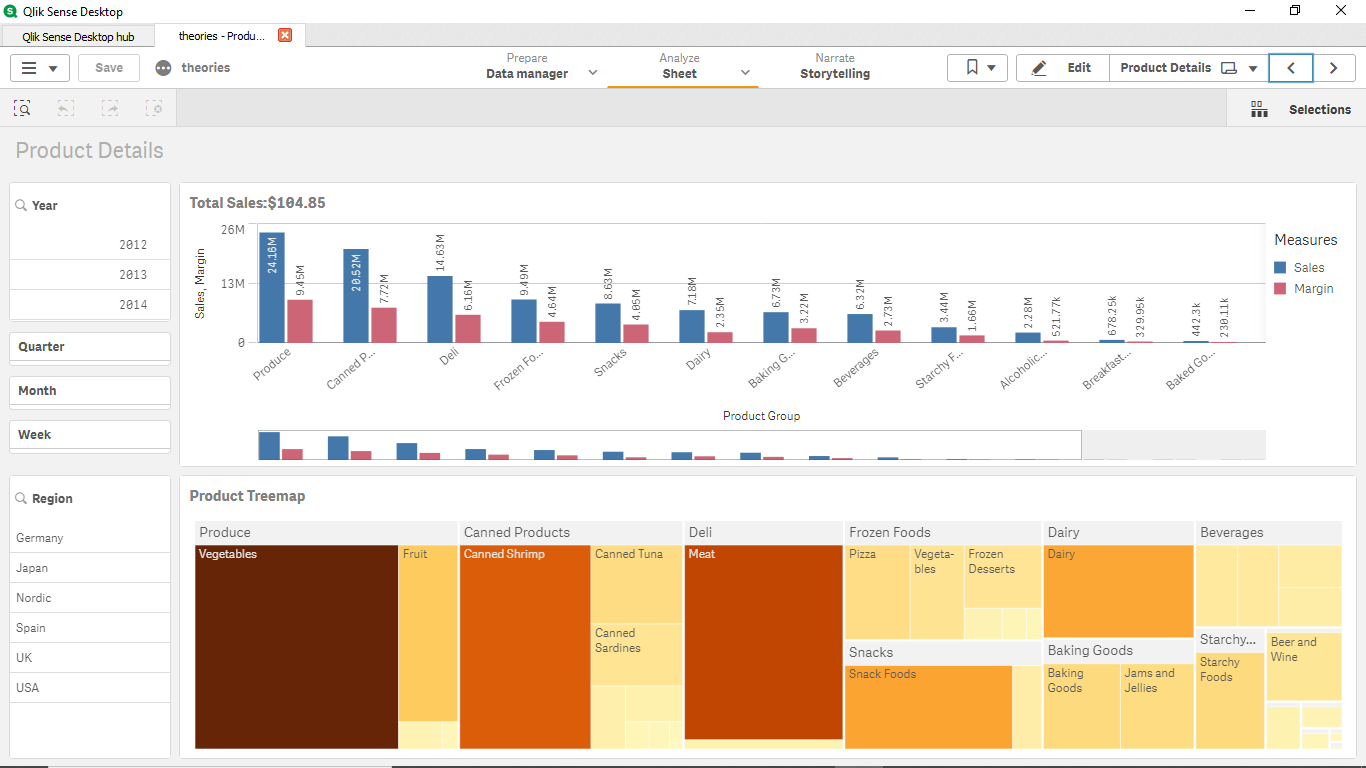 Qlik Sense Desktop
Qlik Sense Desktop hub
theories - Produ...
Save
theories
Prepare
Data manager
Analyze
Sheet
Narrate
Storytelling
Edit
Product Details
Selections
Product Details
Year
2012
2013
2014
Quarter
Month
Week
Region
Germany
Japan
Nordic
Spain
UK
USA
Total Sales:$104.85
Sales, Margin
26M
13M
0
24.16M
9.45M
20.52M
7.72M
14.63M
6.16M
9.49M
4.64M
8.63M
4.05M
7.18M
2.35M
6.73M
3.22M
6.32M
2.73M
3.44M
1.66M
2.28M
521.77k
678.25k
329.95k
442.3k
230.11k
Produce
Canned P...
Deli
Frozen Fo...
Snacks
Dairy
Baking G...
Beverages
Starchy F...
Alcoholic...
Breakfast...
Baked Go...
Product Group
Measures
Sales
Margin
Product Treemap
Produce
Vegetables
Fruit
Canned Products
Canned Shrimp
Canned Tuna
Canned
Sardines
Deli
Meat
Frozen Foods
Pizza
Vegeta-
bles
Frozen
Desserts
Snacks
Snack Foods
Dairy
Dairy
Baking Goods
Baking
Goods
Jams and
Jellies
Beverages
Starchy...
Starchy
Foods
Beer and
Wine